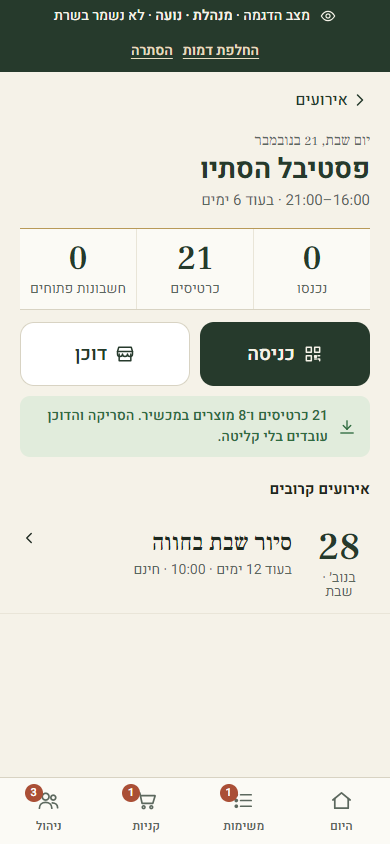 מצב הדגמה · מנהלת · נועה · לא נשמר בשרת
החלפת דמות הסתרה
אירועים
יום שבת, 21 בנובמבר
פסטיבל הסתיו
16:00–21:00 · בעוד 6 ימים
0 21 0
נכנסו כרטיסים חשבונות פתוחים
כניסה דוכן
21 כרטיסים ו־8 מוצרים במכשיר. הסריקה והדוכן
עובדים בלי קליטה.
אירועים קרובים
28 סיור שבת בחווה
בעוד 12 ימים · 10:00 · חינם
בנוב׳ ·
שבת
1 1 3
היום משימות קניות ניהול